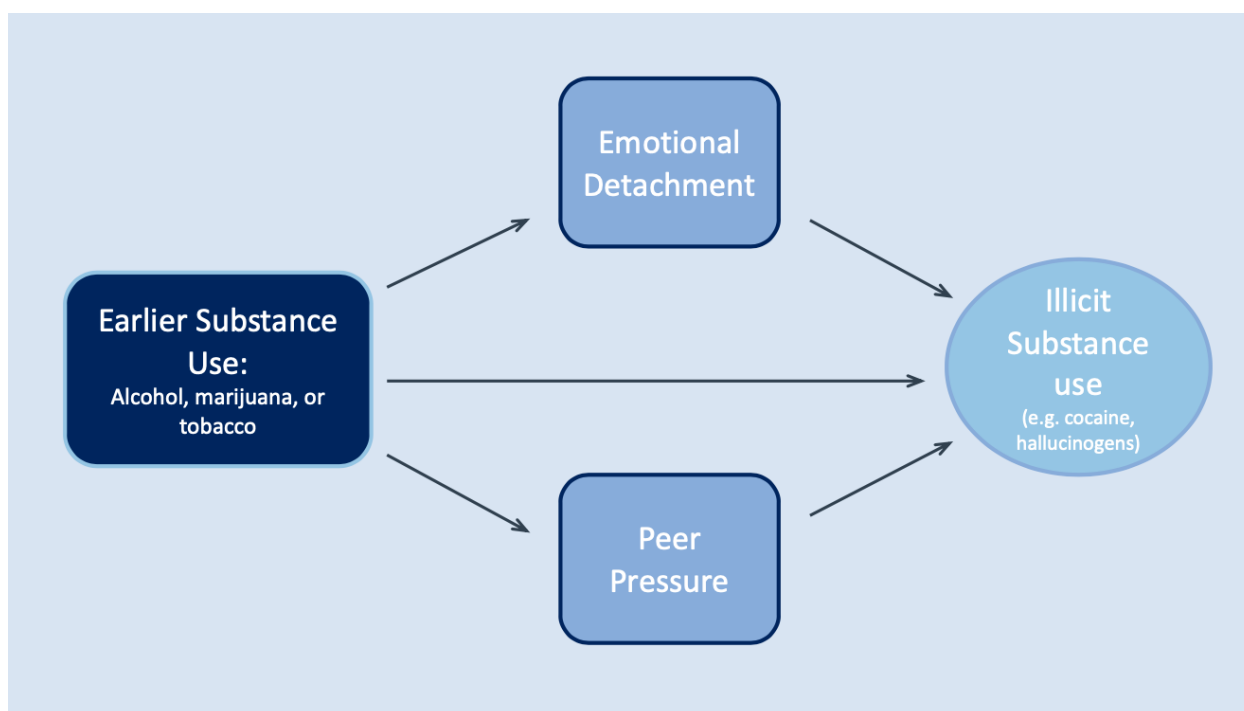 Emotional
Detachment
Earlier Substance
Use:
Alcohol, marijuana, or
tobacco
Illicit
Substance
use
(e.g. cocaine,
hallucinogens)
Peer
Pressure